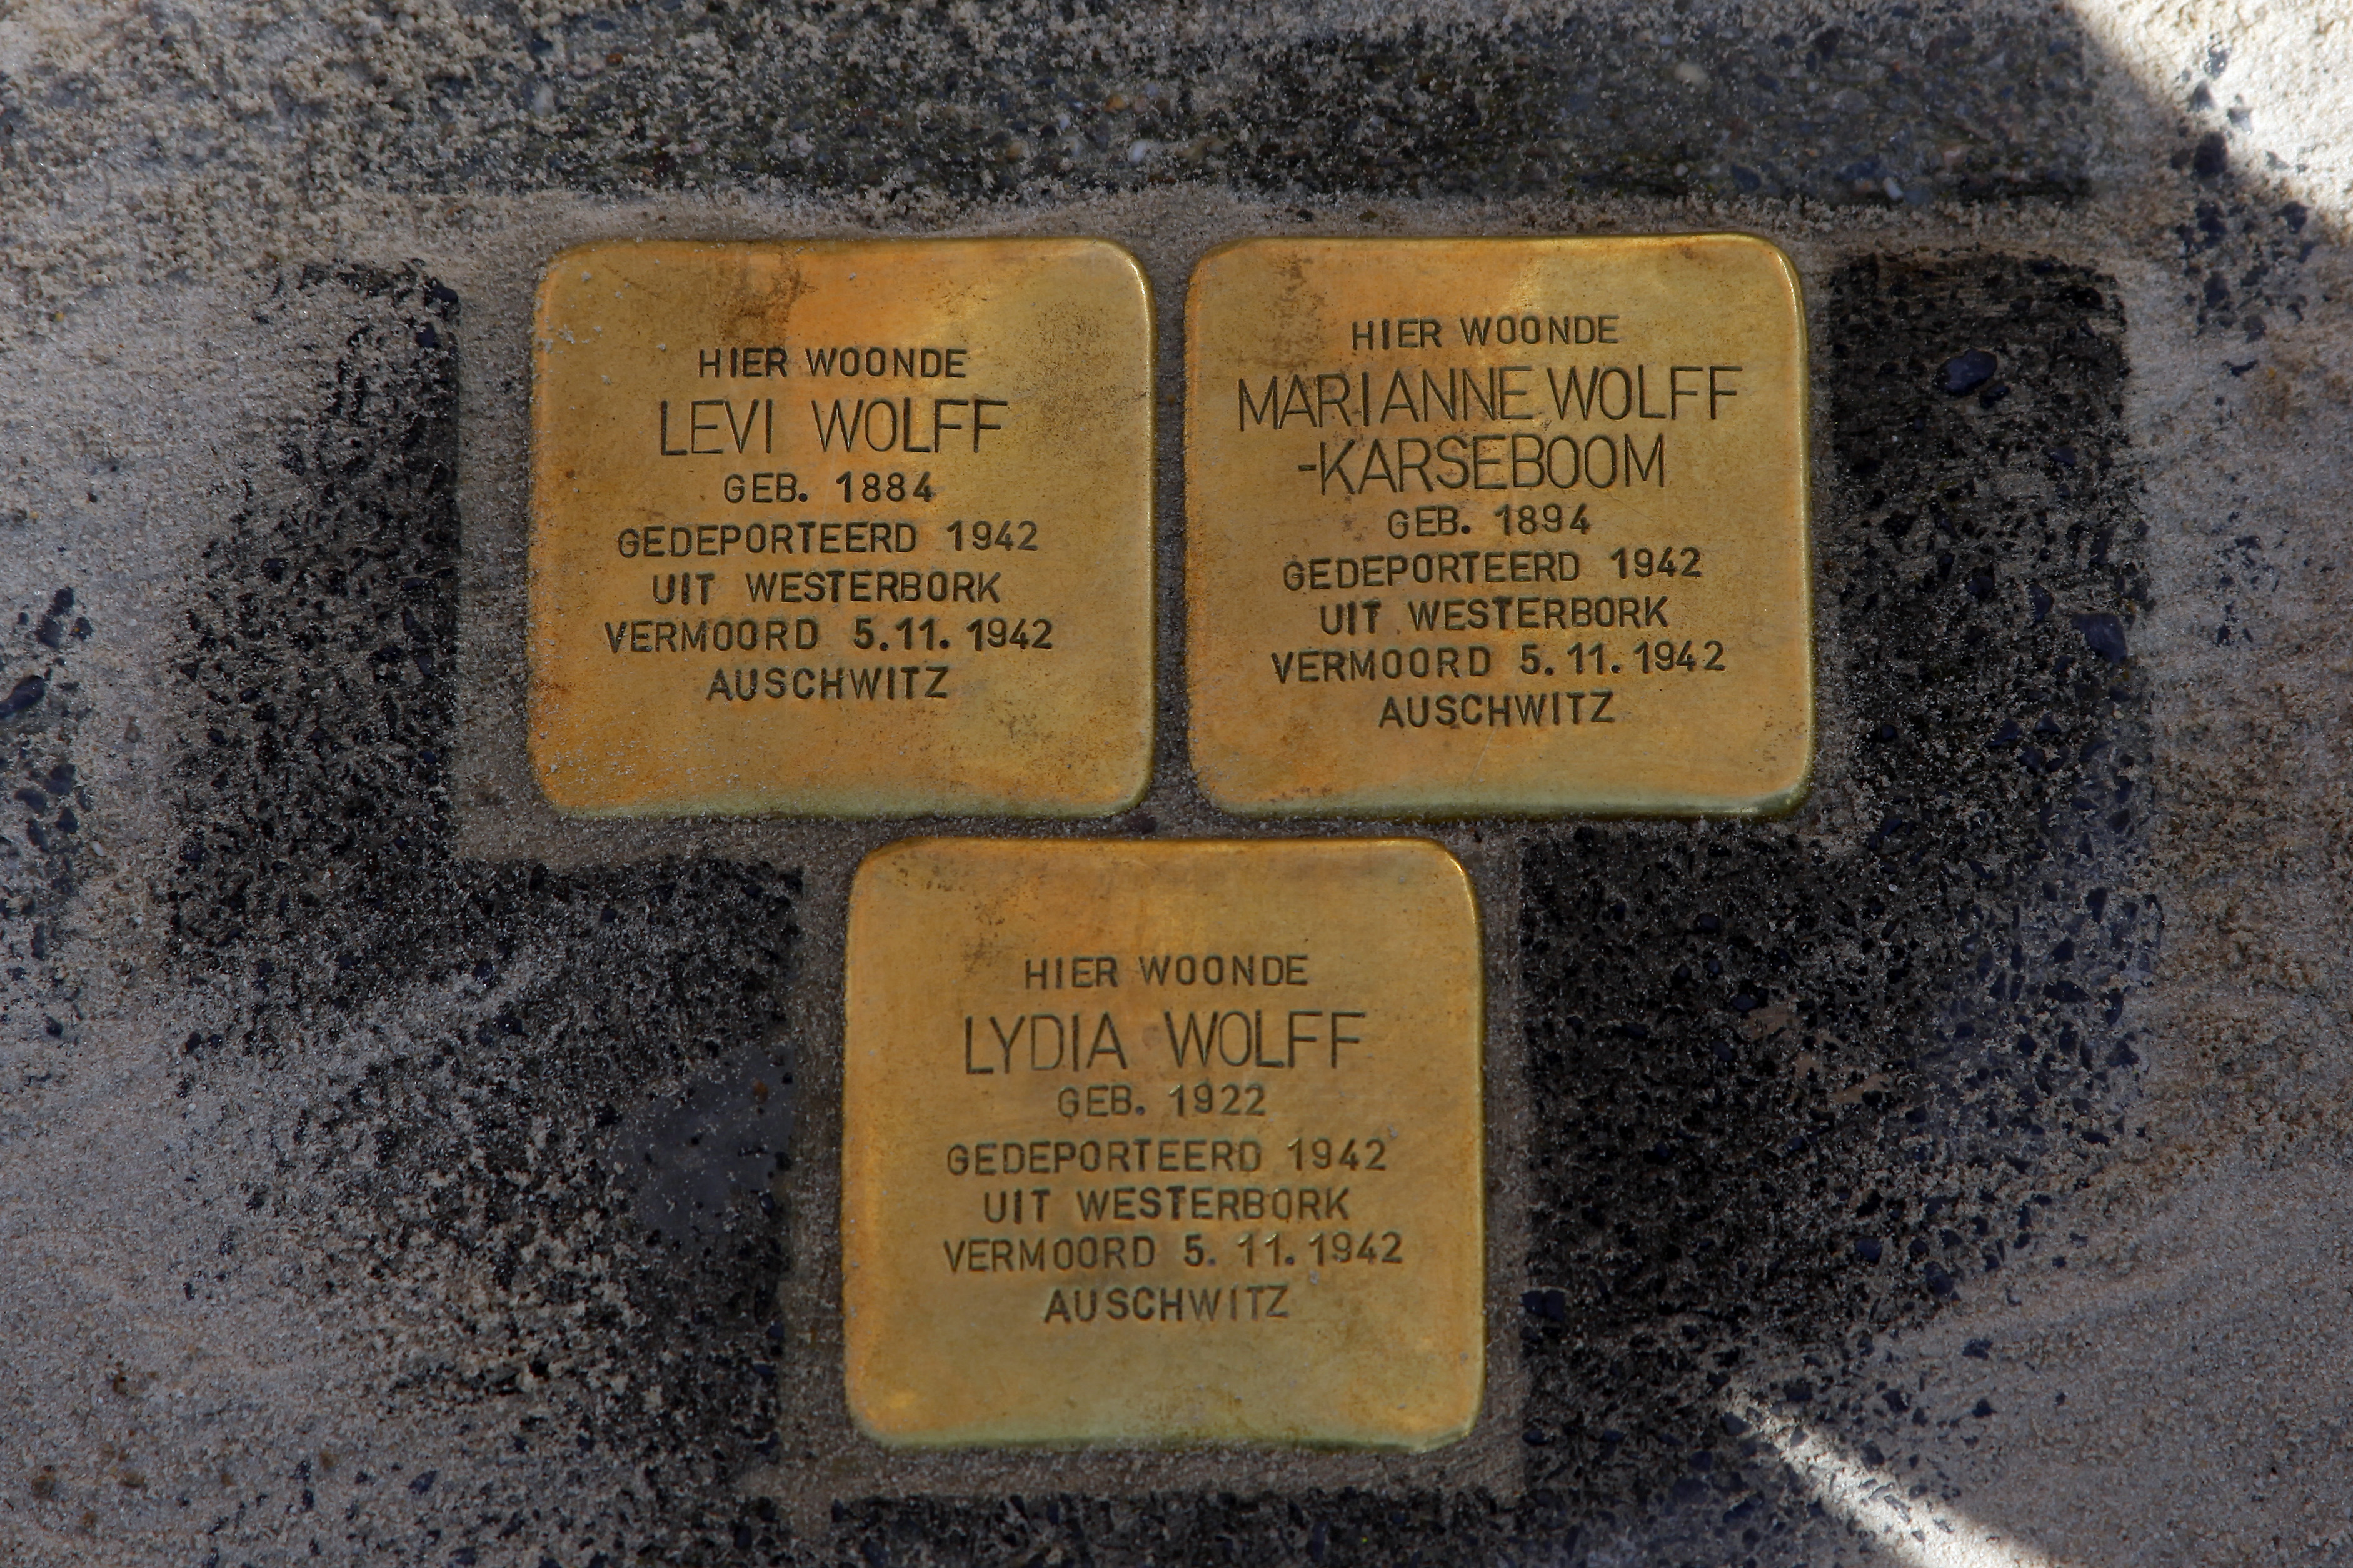 HIER WOONDE
LEVI WOLFF
GEB. 1884
GEDEPORTEERD 1942
UIT WESTERBORK
VERMOORD 5.11.1942
AUSCHWITZ
HIER WOONDE
MARIANNE WOLFF
-KARSEBOOM
GEB. 1894
GEDEPORTEERD 1942
UIT WESTERBORK
VERMOORD 5.11.1942
AUSCHWITZ
HIER WOONDE
LYDIA WOLFF
GEB. 1922
GEDEPORTEERD 1942
UIT WESTERBORK
VERMOORD 5.11.1942
AUSCHWITZ